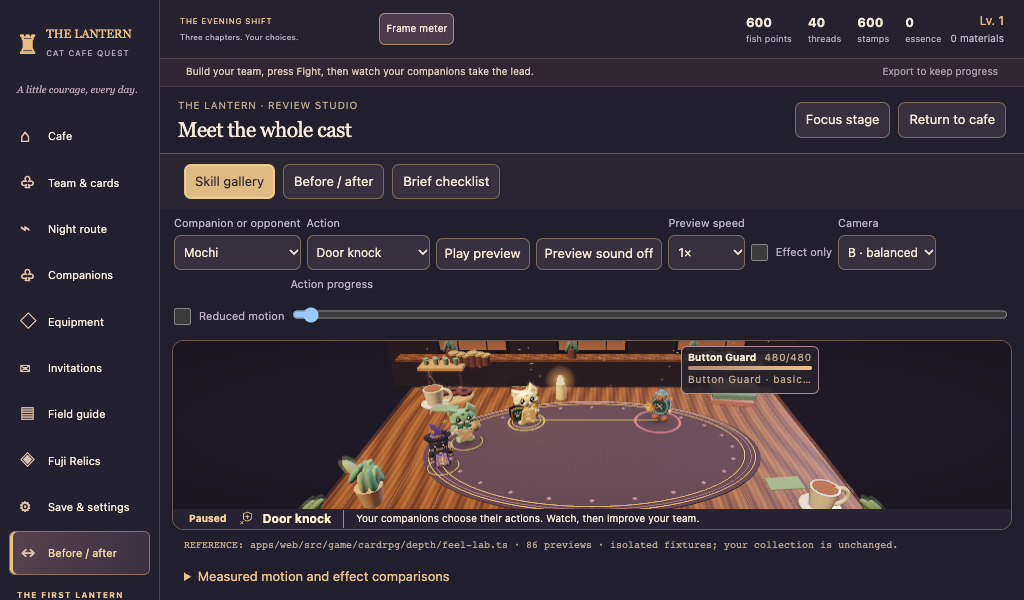 THE LANTERN
CAT CAFE QUEST
A little courage, every day.
Cafe
Team & cards
Night route
Companions
Equipment
Invitations
Field guide
Fuji Relics
Save & settings
Before / after
THE FIRST LANTERN
THE EVENING SHIFT
Three chapters. Your choices.
Frame meter
600 fish points
40 threads
600 stamps
0 essence
Lv. 1
0 materials
Build your team, press Fight, then watch your companions take the lead.
Export to keep progress
THE LANTERN · REVIEW STUDIO
Meet the whole cast
Focus stage
Return to cafe
Skill gallery
Before / after
Brief checklist
Companion or opponent
Mochi
Action
Door knock
Play preview
Preview sound off
Preview speed
1×
Effect only
Camera
B · balanced
Action progress
Reduced motion
Button Guard 480/480
Button Guard · basic…
Paused
Door knock
Your companions choose their actions. Watch, then improve your team.
REFERENCE: apps/web/src/game/cardrpg/depth/feel-lab.ts · 86 previews · isolated fixtures; your collection is unchanged.
Measured motion and effect comparisons